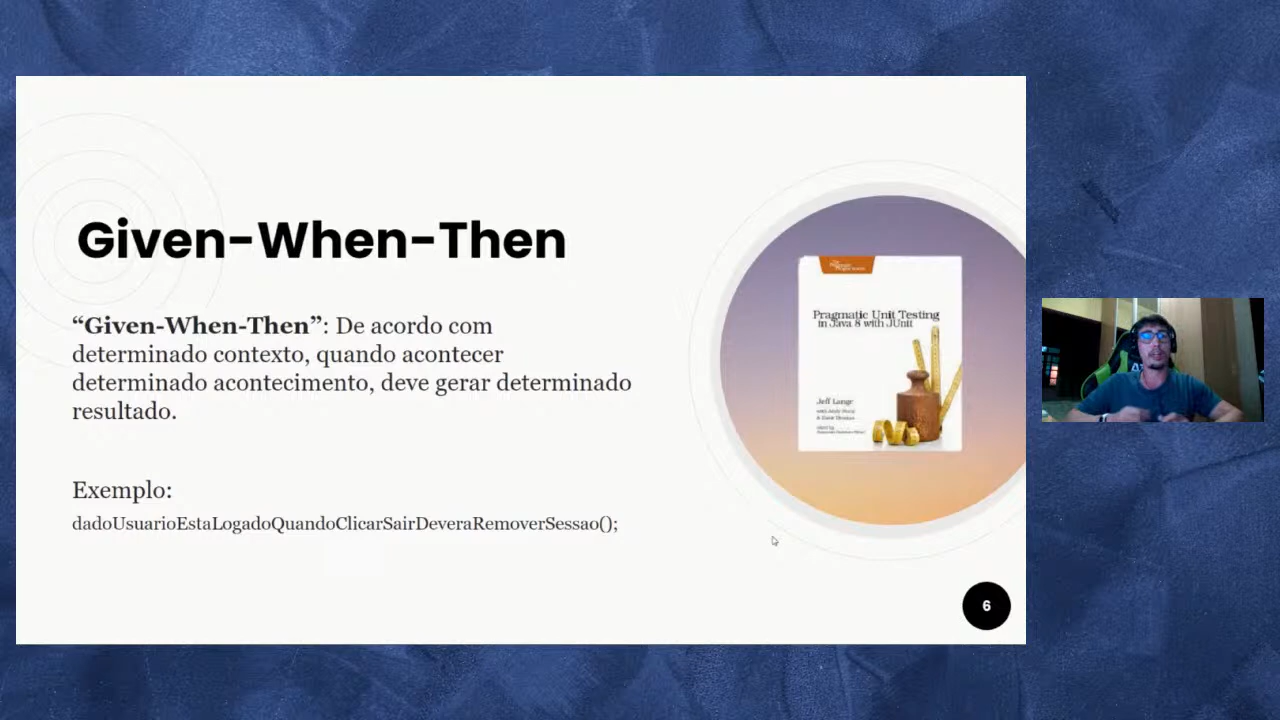 Given-When-Then
“Given-When-Then”: De acordo com
determinado contexto, quando acontecer
determinado acontecimento, deve gerar determinado
resultado.
Exemplo:
dadoUsuarioEstaLogadoQuandoClicarSairDeveraRemoverSessao();
Pragmatic Unit Testing
in Java 8 with JUnit
Jeff Langr
6